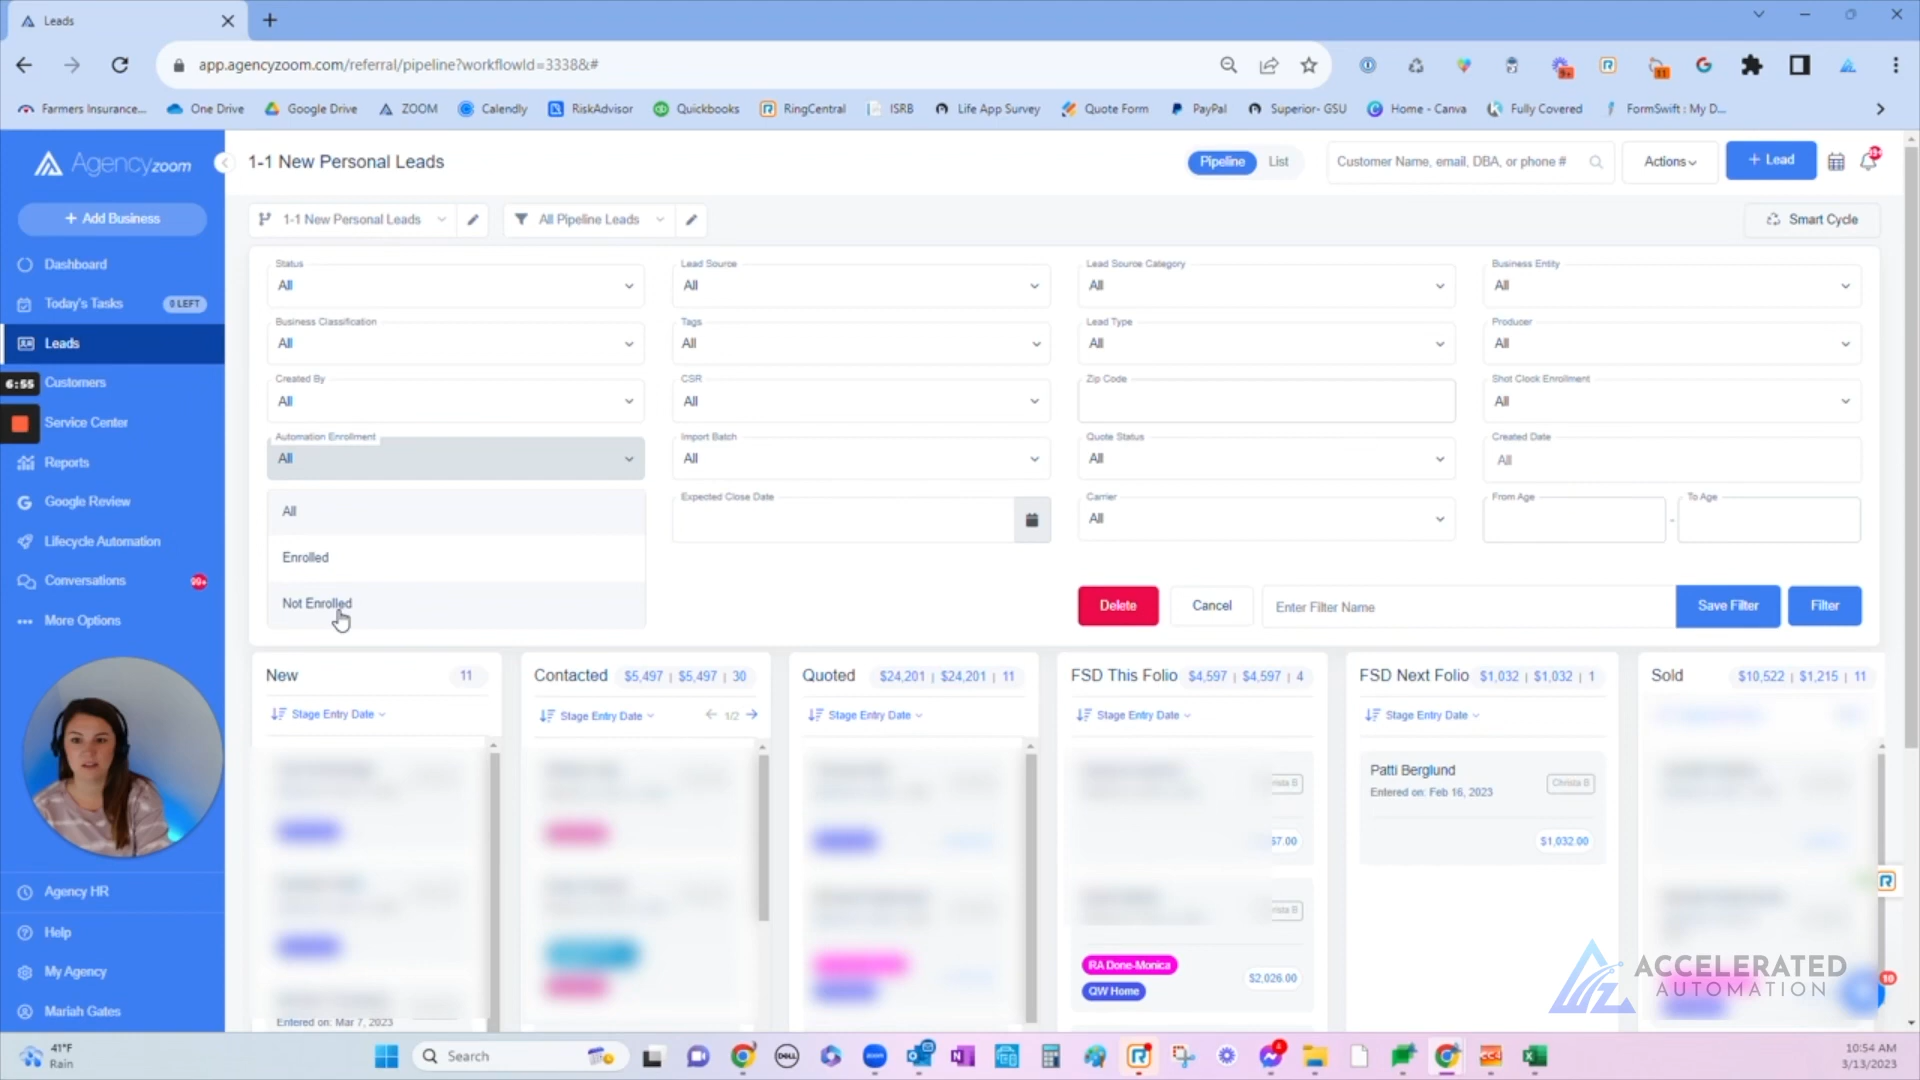 Leads
app.agencyzoom.com/referral/pipeline?workflowId=3338&#
9+
11
Farmers Insurance...
One Drive
Google Drive
ZOOM
Calendly
RiskAdvisor
Quickbooks
RingCentral
ISRB
Life App Survey
Quote Form
PayPal
Superior- GSU
Home - Canva
Fully Covered
FormSwift : My D...
Agencyzoom
1-1 New Personal Leads
Pipeline
List
Customer Name, email, DBA, or phone #
Actions
+ Lead
+ Add Business
1-1 New Personal Leads
All Pipeline Leads
Smart Cycle
Dashboard
Today's Tasks
0 LEFT
Leads
6:55
Customers
Service Center
Reports
Google Review
Lifecycle Automation
Conversations
99+
More Options
Status
All
Lead Source
All
Lead Source Category
All
Business Entity
All
Business Classification
All
Tags
All
Lead Type
All
Producer
All
Created By
All
CSR
All
Zip Code
Shot Clock Enrollment
All
Automation Enrollment
All
Import Batch
All
Quote Status
All
Created Date
All
All
Enrolled
Not Enrolled
Expected Close Date
Carrier
All
From Age
-
To Age
Delete
Cancel
Enter Filter Name
Save Filter
Filter
New
11
Contacted
$5,497 | $5,497 | 30
Quoted
$24,201 | $24,201 | 11
FSD This Folio
$4,597 | $4,597 | 4
FSD Next Folio
$1,032 | $1,032 | 1
Sold
$10,522 | $1,215 | 11
Stage Entry Date
Stage Entry Date
1/2
Stage Entry Date
Stage Entry Date
Stage Entry Date
Patti Berglund
Entered on: Feb 16, 2023
Christa B
$1,032.00
RA Done-Monica
QW Home
$2,026.00
Entered on: Mar 7, 2023
Agency HR
Help
My Agency
Mariah Gates
ACCELERATED
AUTOMATION
10
41°F
Rain
Search
DELL
4
10:54 AM
3/13/2023